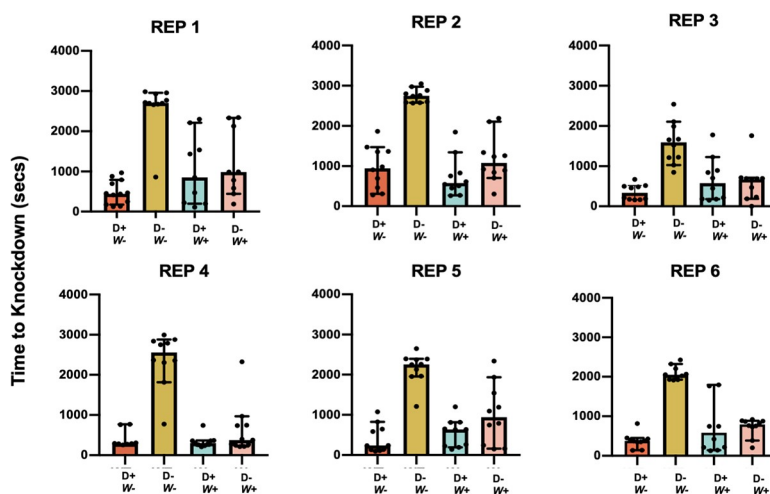 REP 1
REP 2
REP 3
4000
3000
2000
1000
0
D+ D- D+ D-
W- W- W+ W+
4000
3000
2000
1000
0
D+ D- D+ D-
W- W- W+ W+
4000
3000
2000
1000
0
D+ D- D+ D-
W- W- W+ W+
Time to Knockdown (secs)
REP 4
REP 5
REP 6
4000
3000
2000
1000
0
D+ D- D+ D-
W- W- W+ W+
4000
3000
2000
1000
0
D+ D- D+ D-
W- W- W+ W+
4000
3000
2000
1000
0
D+ D- D+ D-
W- W- W+ W+